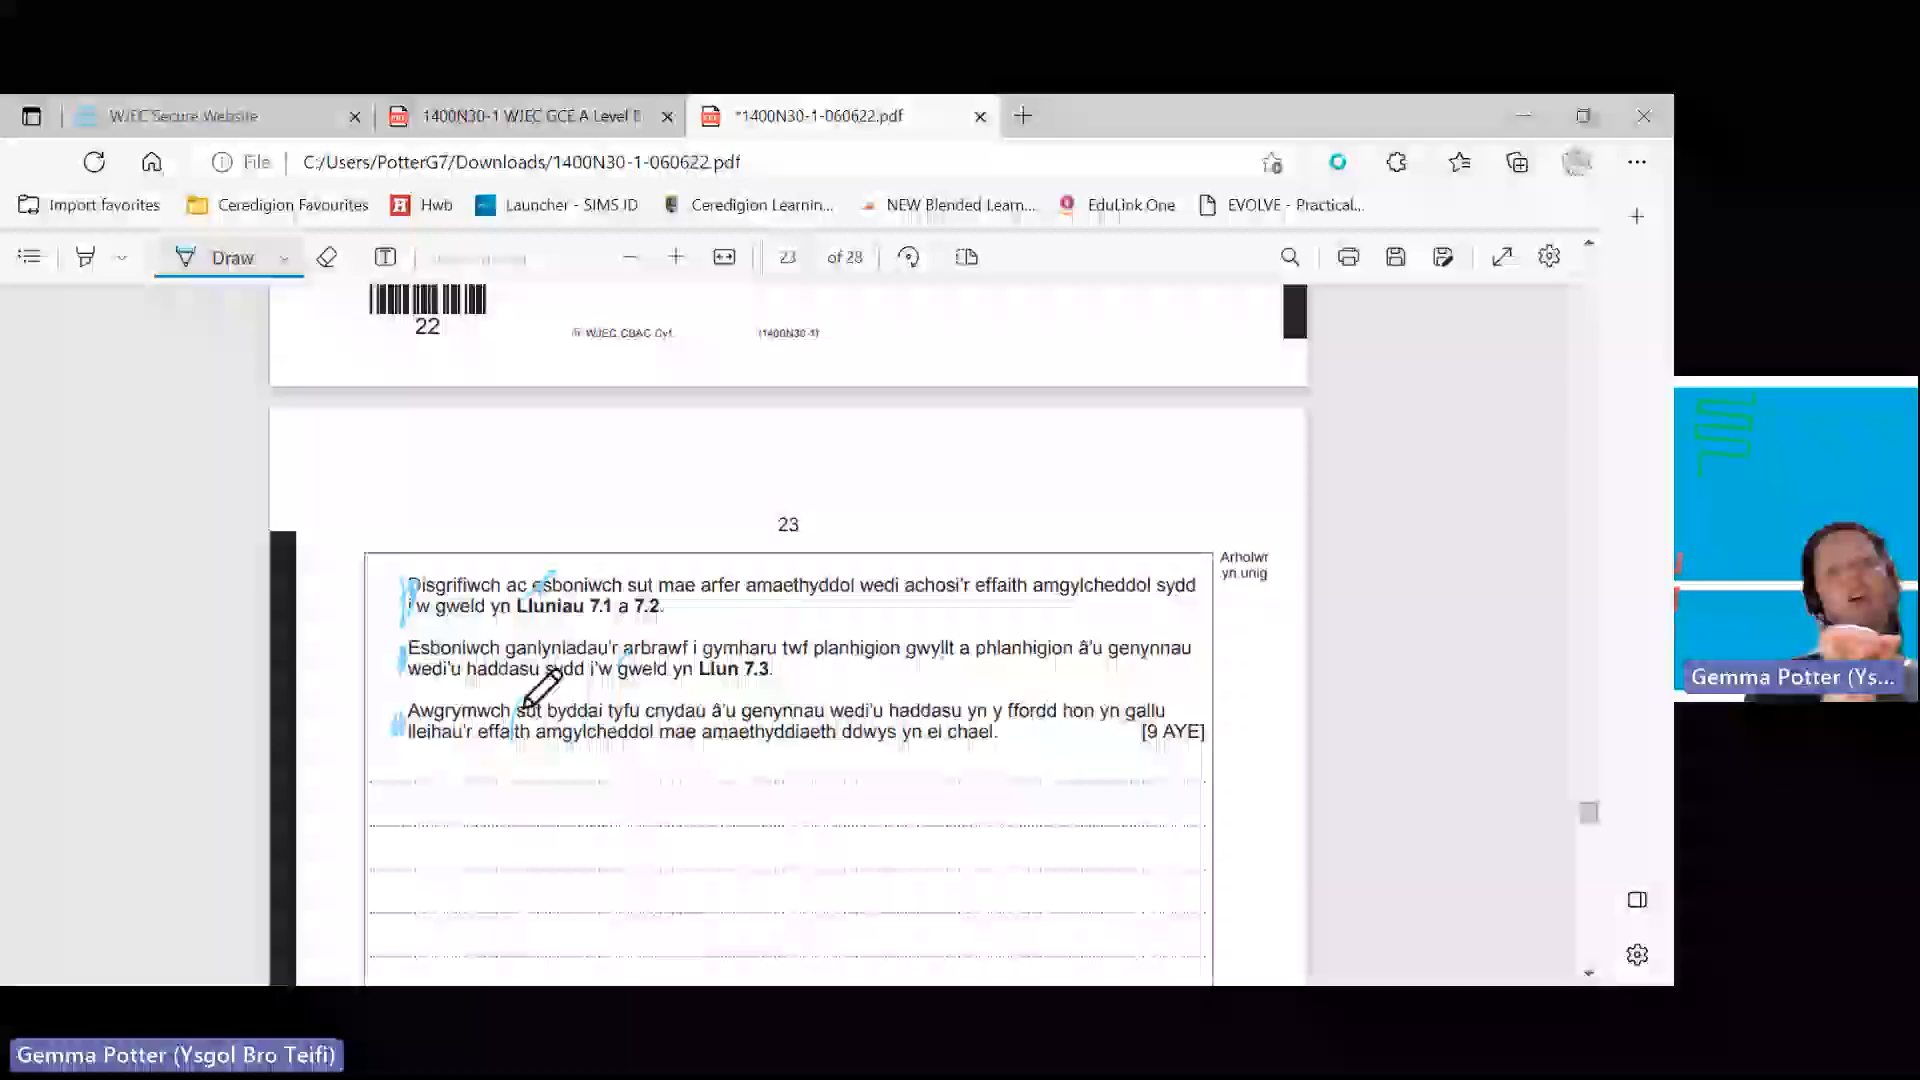 WJEC Secure Website
1400N30-1 WJEC GCE A Level
*1400N30-1-060622.pdf
File
C:/Users/PotterG7/Downloads/1400N30-1-060622.pdf
Import favorites
Ceredigion Favourites
Hwb
Launcher - SIMS ID
Ceredigion Learnin...
NEW Blended Learn...
EduLink One
EVOLVE - Practical...
Draw
23
of 28
22
© WJEC CBAC Cyf.
(1400N30-1)
23
Arholwr
yn unig
Disgrifiwch ac esboniwch sut mae arfer amaethyddol wedi achosi'r effaith amgylcheddol sydd
i'w gweld yn Lluniau 7.1 a 7.2.
Esboniwch ganlyniadau'r arbrawf i gymharu twf planhigion gwyllt a phlanhigion â'u genynnau
wedi'u haddasu sydd i'w gweld yn Llun 7.3.
Awgrymwch sut byddai tyfu cnydau â'u genynnau wedi'u haddasu yn y ffordd hon yn gallu
lleihau'r effaith amgylcheddol mae amaethyddiaeth ddwys yn ei chael.
[9 AYE]
Gemma Potter (Ys...
Gemma Potter (Ysgol Bro Teifi)